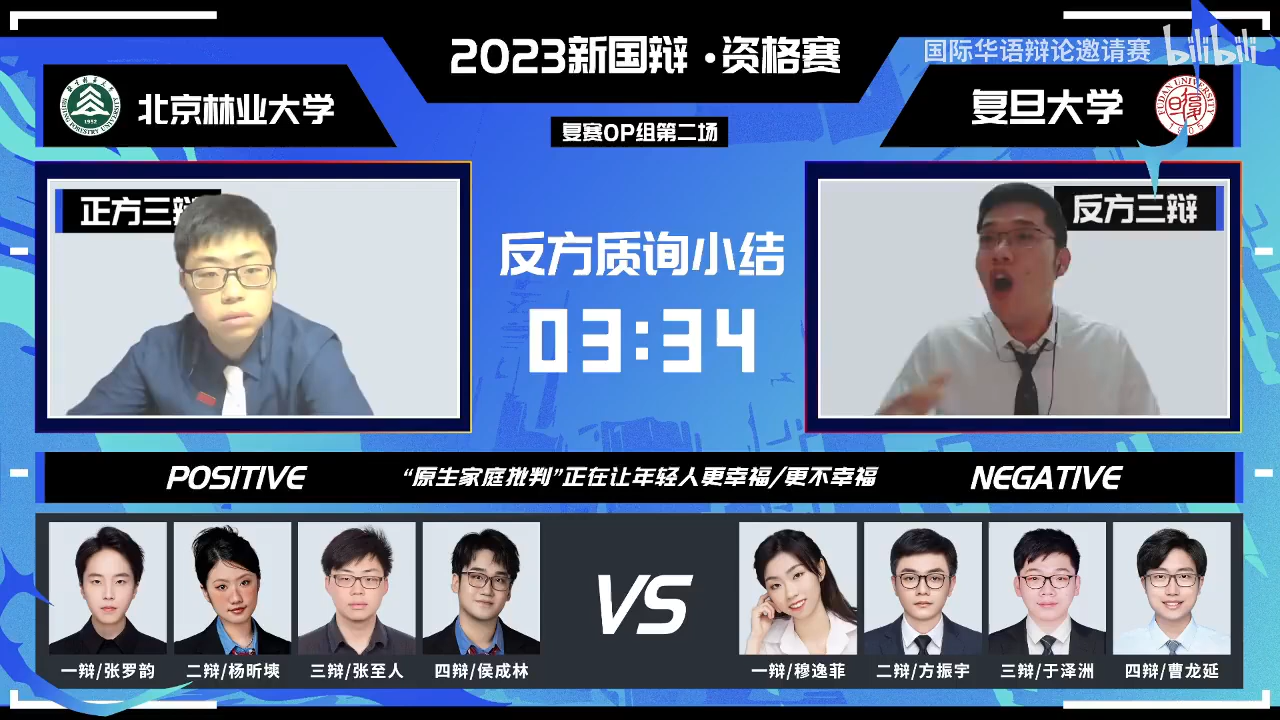 2023新国辩·资格赛
国际华语辩论邀请赛
bilibili
北京林业大学
1952
复旦大学
FUDAN UNIVERSITY
1905
复赛OP组第二场
正方三辩
反方三辩
反方质询小结
03:34
POSITIVE
“原生家庭批判”正在让年轻人更幸福/更不幸福
NEGATIVE
VS
一辩/张罗韵
二辩/杨昕㙓
三辩/张至人
四辩/侯成林
一辩/穆逸菲
二辩/方振宇
三辩/于泽洲
四辩/曹龙延